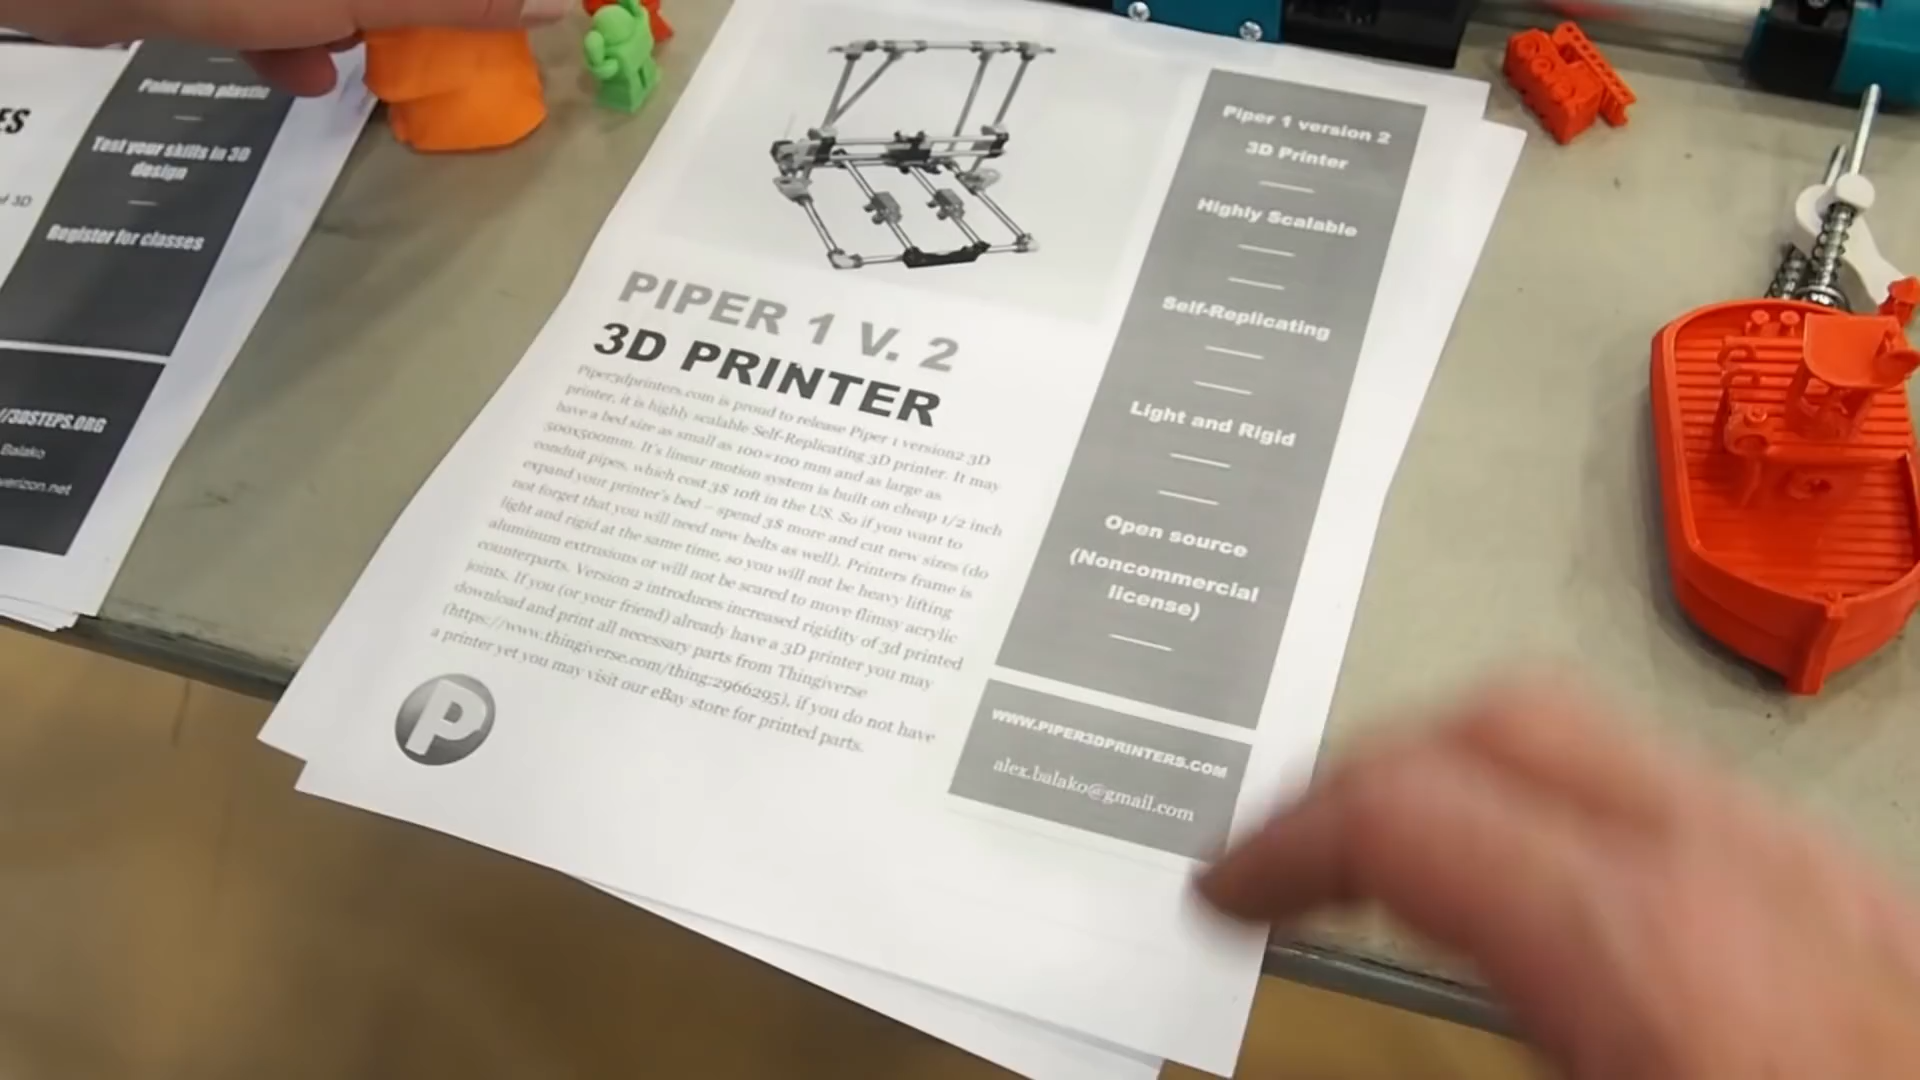 ES
of 3D
Paint with plastic
Test your skills in 3D
design
Register for classes
//3DSTEPS.ORG
Balako
verizon.net
PIPER 1 V. 2
3D PRINTER
Piper3dprinters.com is proud to release Piper 1 version2 3D
printer, it is highly scalable Self-Replicating 3D printer. It may
have a bed size as small as 100×100 mm and as large as
500x500mm. It's linear motion system is built on cheap 1/2 inch
conduit pipes, which cost 3$ 10ft in the US. So if you want to
expand your printer's bed – spend 3$ more and cut new sizes (do
not forget that you will need new belts as well). Printers frame is
light and rigid at the same time, so you will not be heavy lifting
aluminum extrusions or will not be scared to move flimsy acrylic
counterparts. Version 2 introduces increased rigidity of 3d printed
joints. If you (or your friend) already have a 3D printer you may
download and print all necessary parts from Thingiverse
(https://www.thingiverse.com/thing:2966295), if you do not have
a printer yet you may visit our eBay store for printed parts.
P
Piper 1 version 2
3D Printer
Highly Scalable
Self-Replicating
Light and Rigid
Open source
(Noncommercial
license)
WWW.PIPER3DPRINTERS.COM
alex.balako@gmail.com